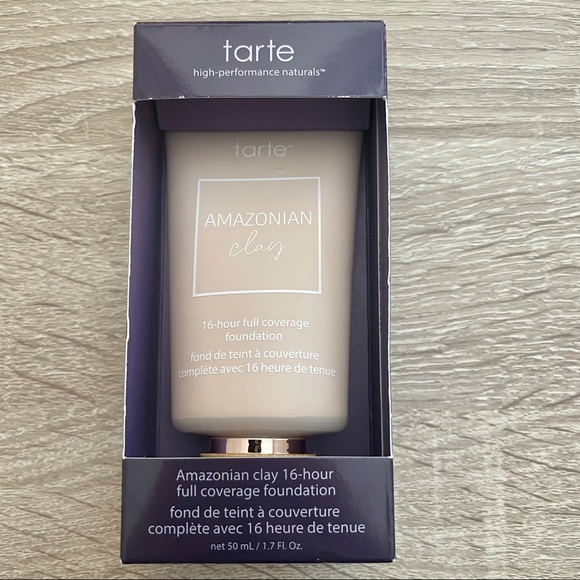 tarte
high-performance naturals™
tarte™
AMAZONIAN
clay
16-hour full coverage
foundation
fond de teint à couverture
complète avec 16 heure de tenue
Amazonian clay 16-hour
full coverage foundation
fond de teint à couverture
complète avec 16 heure de tenue
net 50 mL / 1.7 Fl. Oz.